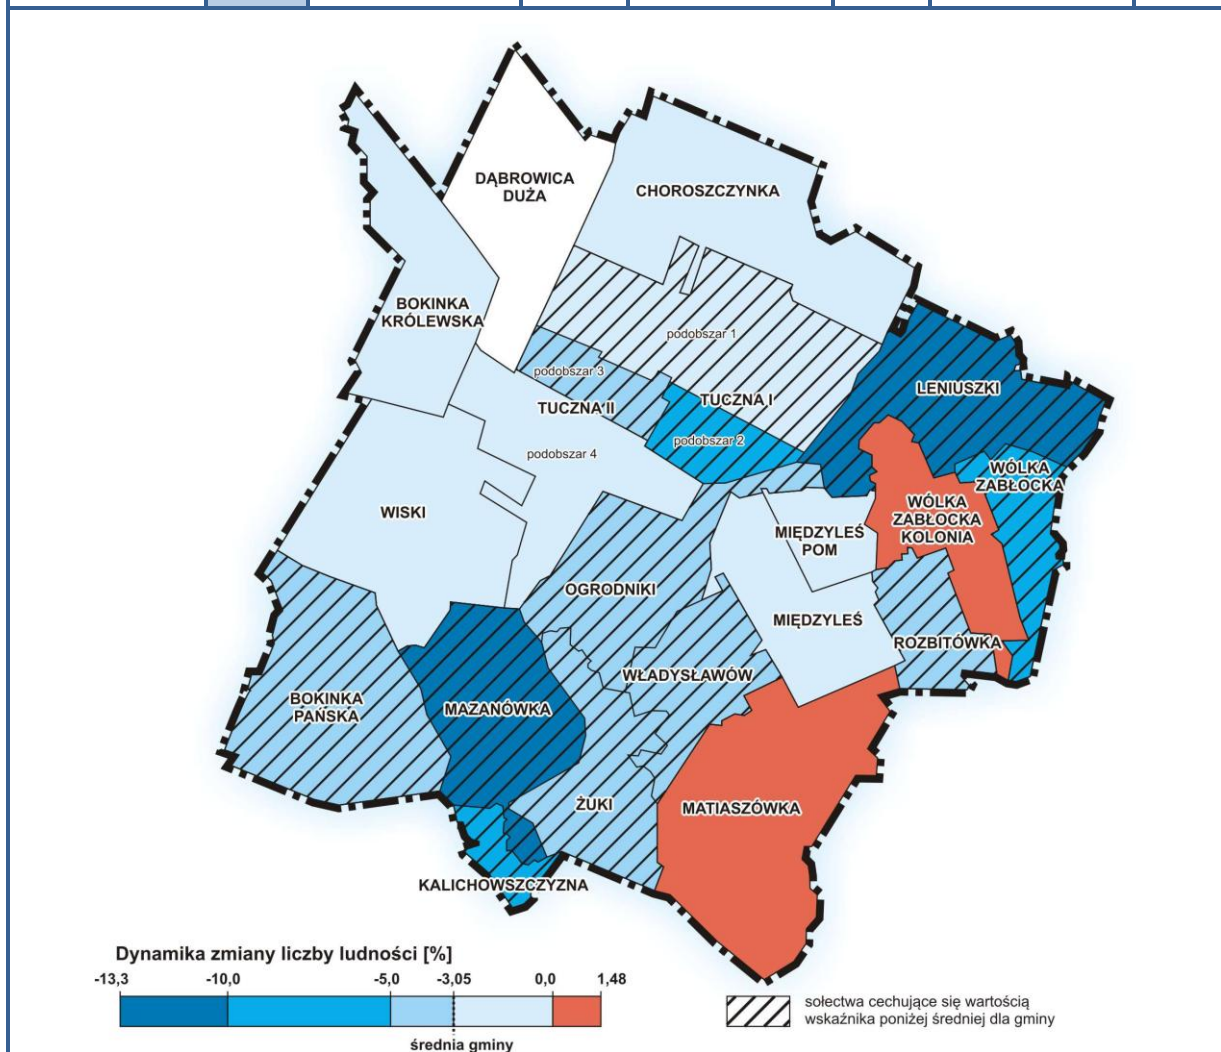 DĄBROWICA
DUŻA
CHOROSZCZYNKA
BOKINKA
KRÓLEWSKA
podobszar 1
podobszar 3
LENIUSZKI
TUCZNA I
TUCZNA II
podobszar 2
podobszar 4
WÓLKA
ZABŁOCKA
WÓLKA
ZABŁOCKA
KOLONIA
WISKI
MIĘDZYLEŚ
POM
OGRODNIKI
MIĘDZYLEŚ
ROZBITÓWKA
WŁADYSŁAWÓW
BOKINKA
PAŃSKA
MAZANÓWKA
ŻUKI
MATIASZÓWKA
KALICHOWSZCZYZNA
Dynamika zmiany liczby ludności [%]
-13,3 -10,0 -5,0 -3,05 0,0 1,48
średnia gminy
sołectwa cechujące się wartością
wskaźnika poniżej średniej dla gminy